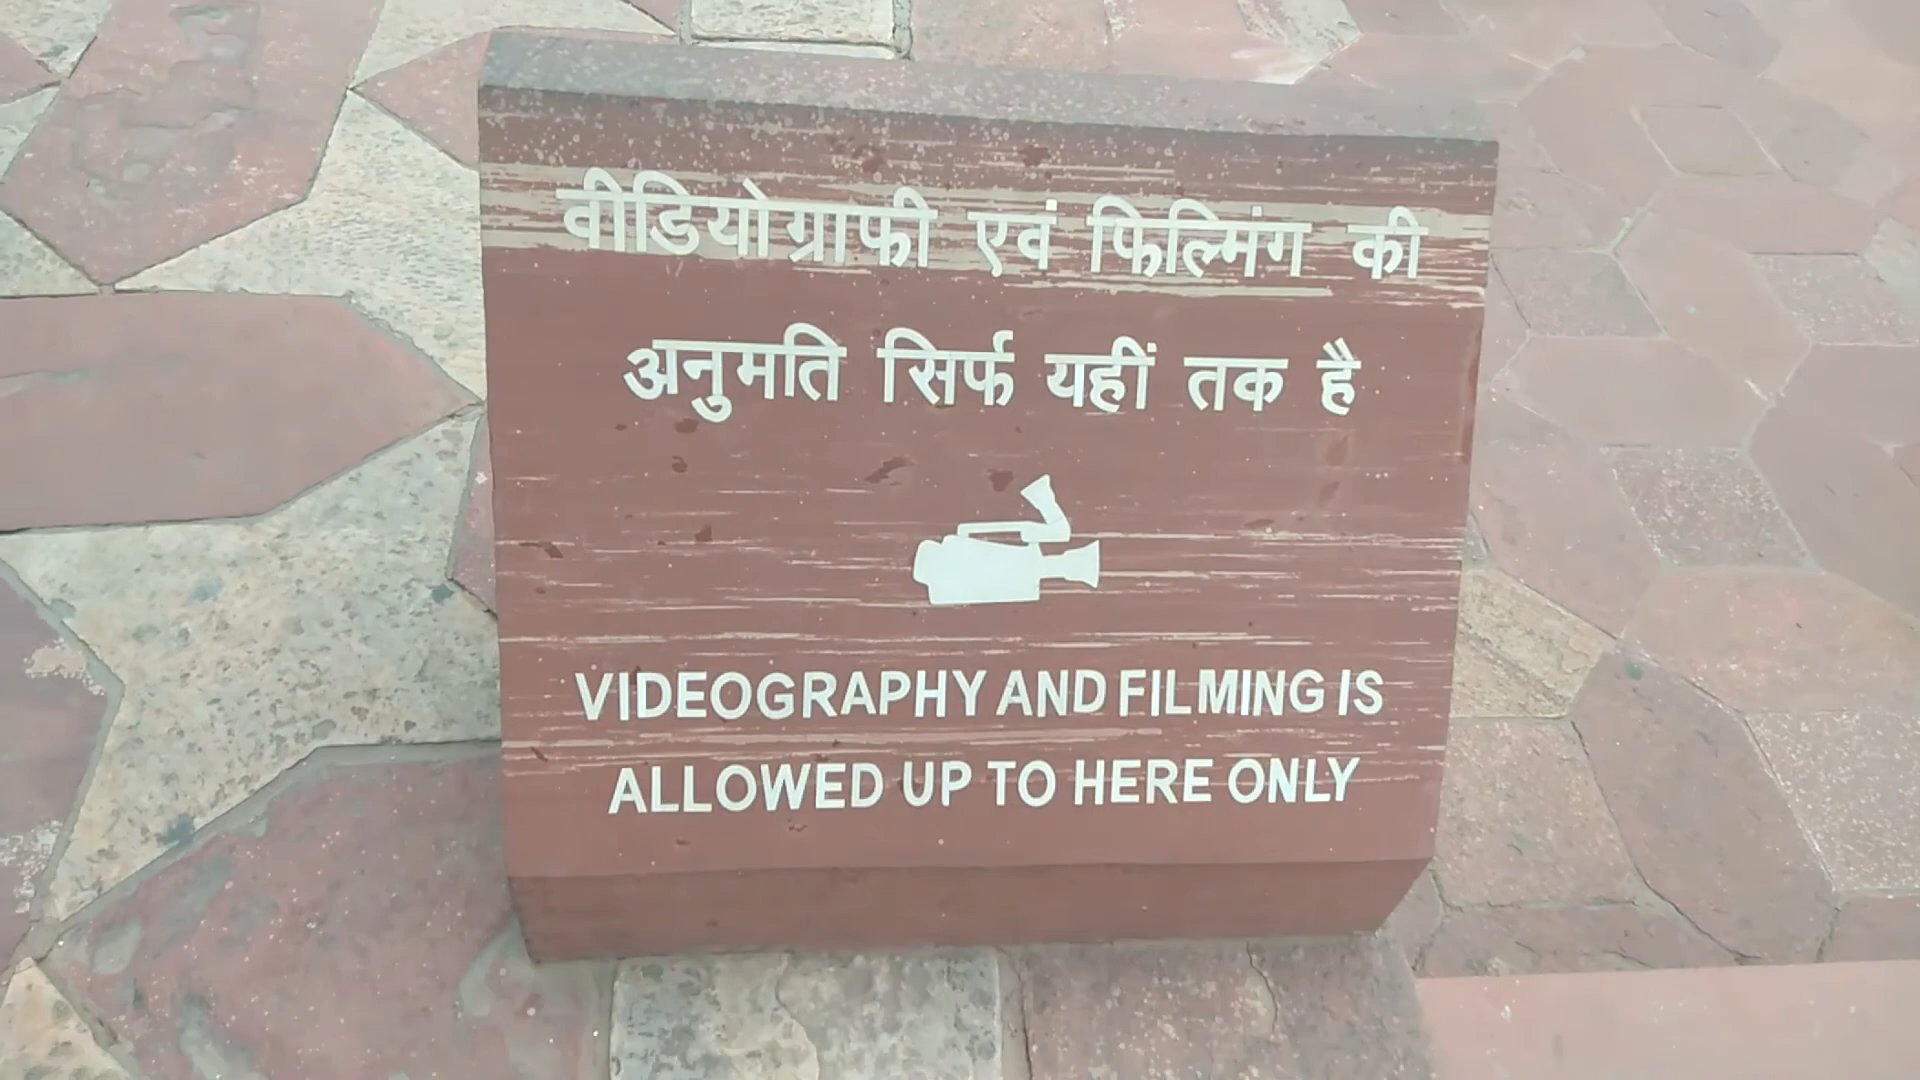 वीडियोग्राफी एवं फिल्मिंग की
अनुमति सिर्फ यहीं तक है
VIDEOGRAPHY AND FILMING IS
ALLOWED UP TO HERE ONLY